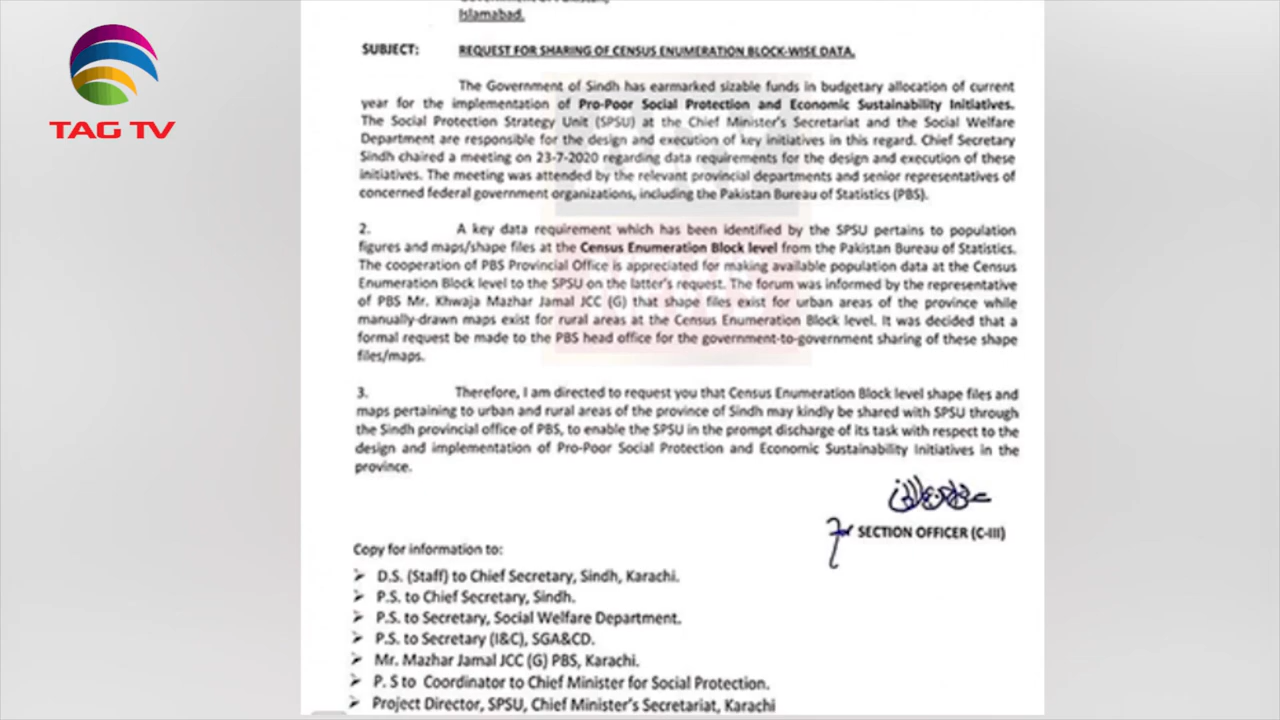 TAG TV
Islamabad.
SUBJECT: REQUEST FOR SHARING OF CENSUS ENUMERATION BLOCK-WISE DATA.
The Government of Sindh has earmarked sizable funds in budgetary allocation of current
year for the implementation of Pro-Poor Social Protection and Economic Sustainability Initiatives.
The Social Protection Strategy Unit (SPSU) at the Chief Minister's Secretariat and the Social Welfare
Department are responsible for the design and execution of key initiatives in this regard. Chief Secretary
Sindh chaired a meeting on 23-7-2020 regarding data requirements for the design and execution of these
initiatives. The meeting was attended by the relevant provincial departments and senior representatives of
concerned federal government organizations, including the Pakistan Bureau of Statistics (PBS).
2. A key data requirement which has been identified by the SPSU pertains to population
figures and maps/shape files at the Census Enumeration Block level from the Pakistan Bureau of Statistics.
The cooperation of PBS Provincial Office is appreciated for making available population data at the Census
Enumeration Block level to the SPSU on the latter's request. The forum was informed by the representative
of PBS Mr. Khwaja Mazhar Jamal JCC (G) that shape files exist for urban areas of the province while
manually-drawn maps exist for rural areas at the Census Enumeration Block level. It was decided that a
formal request be made to the PBS head office for the government-to-government sharing of these shape
files/maps.
3. Therefore, I am directed to request you that Census Enumeration Block level shape files and
maps pertaining to urban and rural areas of the province of Sindh may kindly be shared with SPSU through
the Sindh provincial office of PBS, to enable the SPSU in the prompt discharge of its task with respect to the
design and implementation of Pro-Poor Social Protection and Economic Sustainability Initiatives in the
province.
for SECTION OFFICER (C-III)
Copy for information to:
➤ D.S. (Staff) to Chief Secretary, Sindh, Karachi.
➤ P.S. to Chief Secretary, Sindh.
➤ P.S. to Secretary, Social Welfare Department.
➤ P.S. to Secretary (I&C), SGA&CD.
➤ Mr. Mazhar Jamal JCC (G) PBS, Karachi.
➤ P. S to Coordinator to Chief Minister for Social Protection.
➤ Project Director, SPSU, Chief Minister's Secretariat, Karachi